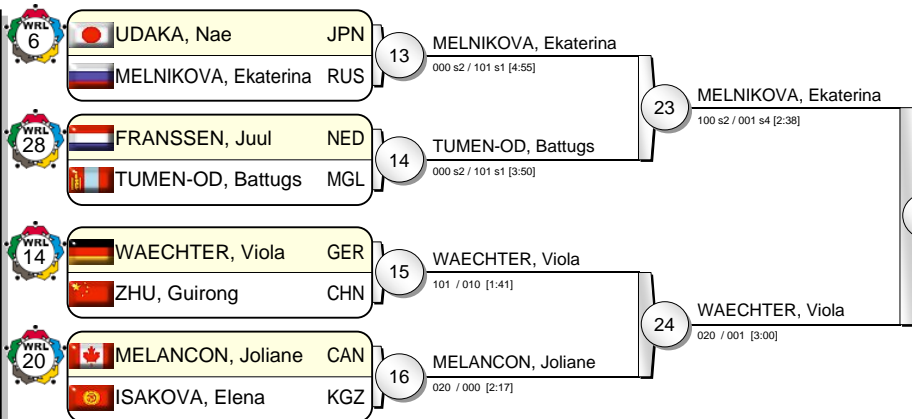 WRL
6
UDAKA, Nae JPN
MELNIKOVA, Ekaterina RUS
13
MELNIKOVA, Ekaterina
000 s2 / 101 s1 [4:55]
WRL
28
FRANSSEN, Juul NED
TUMEN-OD, Battugs MGL
14
TUMEN-OD, Battugs
000 s2 / 101 s1 [3:50]
23
MELNIKOVA, Ekaterina
100 s2 / 001 s4 [2:38]
WRL
14
WAECHTER, Viola GER
ZHU, Guirong CHN
15
WAECHTER, Viola
101 / 010 [1:41]
WRL
20
MELANCON, Joliane CAN
ISAKOVA, Elena KGZ
16
MELANCON, Joliane
020 / 000 [2:17]
24
WAECHTER, Viola
020 / 001 [3:00]